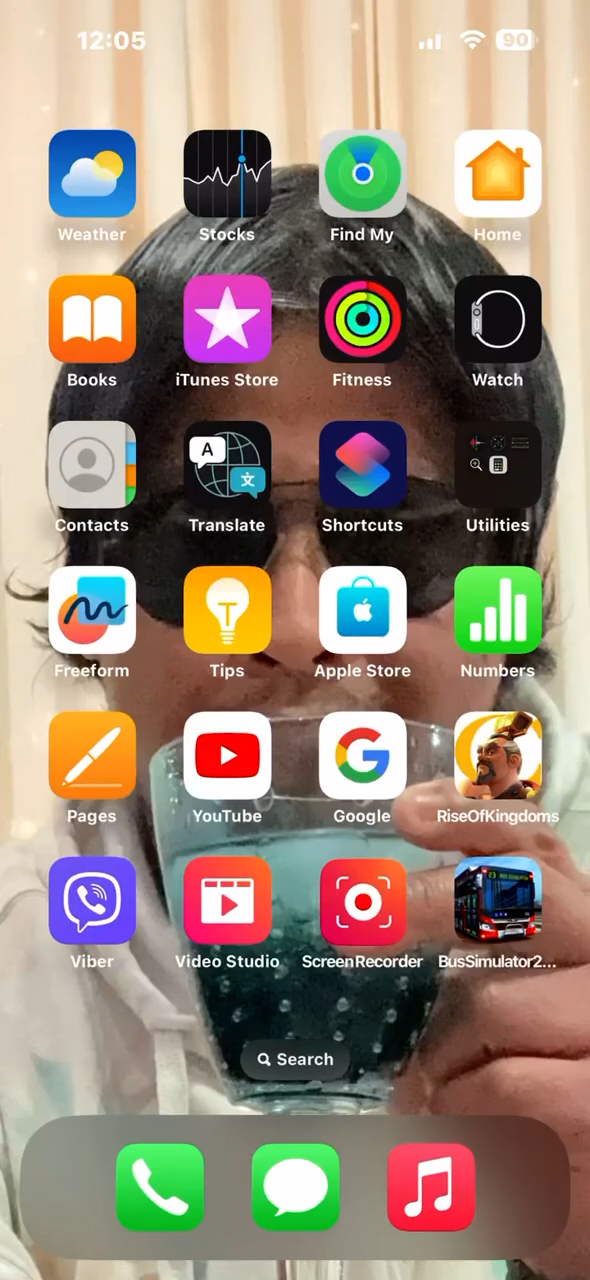 12:05
90
Weather Stocks Find My Home
Books iTunes Store Fitness Watch
A
文
Contacts Translate Shortcuts Utilities
Freeform Tips Apple Store Numbers
Pages YouTube Google RiseOfKingdoms
Viber Video Studio ScreenRecorder BusSimulator2...
Search